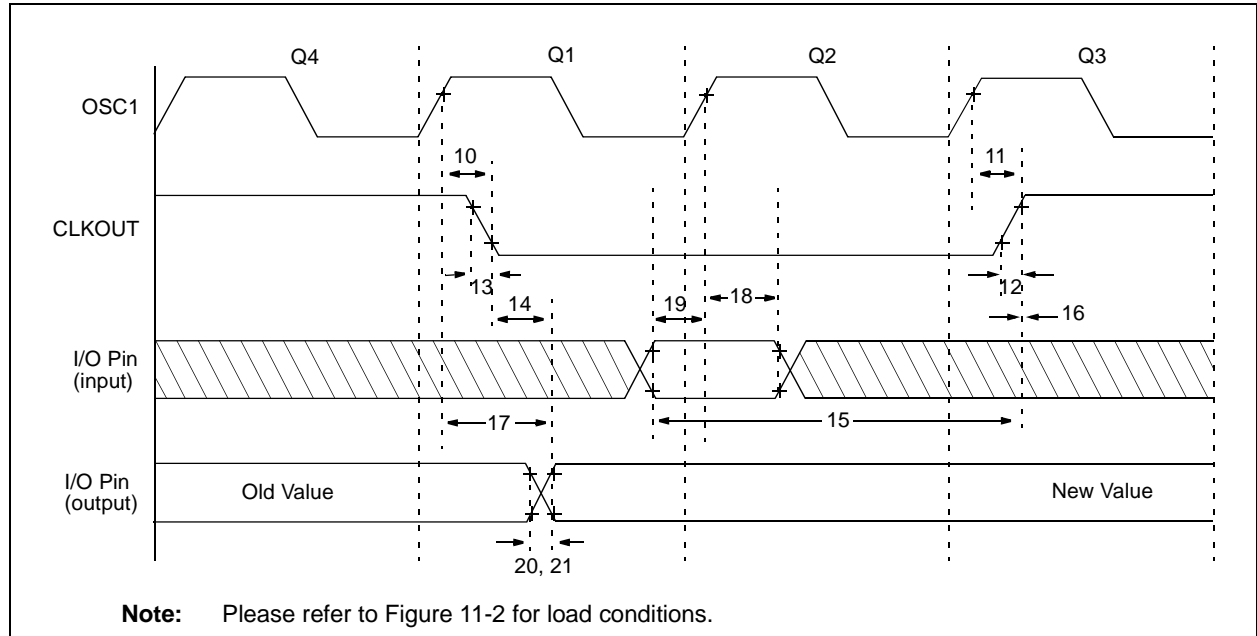 Q4 Q1 Q2 Q3
OSC1
10 11
CLKOUT
13 12
14 19 18 16
I/O Pin
(input)
17 15
I/O Pin
(output)
Old Value New Value
20, 21
Note: Please refer to Figure 11-2 for load conditions.